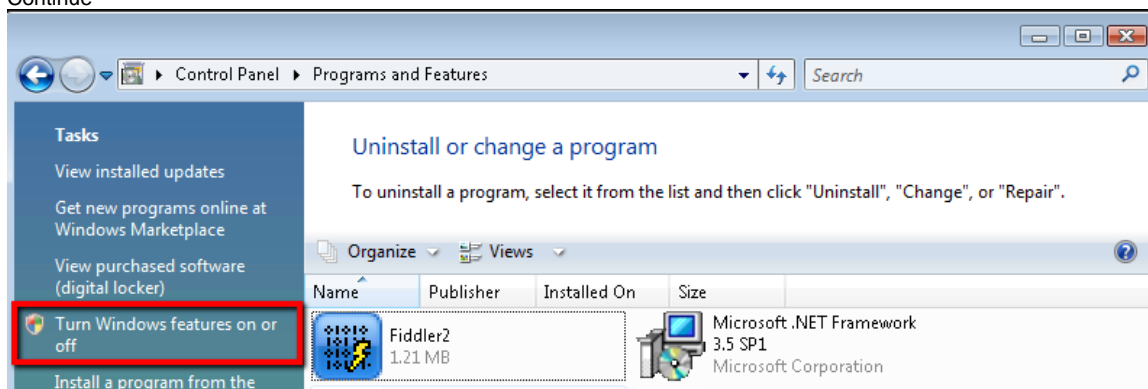 Continue
Control Panel ▸ Programs and Features
Search
Tasks
View installed updates
Get new programs online at
Windows Marketplace
View purchased software
(digital locker)
Turn Windows features on or
off
Install a program from the
Uninstall or change a program
To uninstall a program, select it from the list and then click "Uninstall", "Change", or "Repair".
Organize
Views
Name
Publisher
Installed On
Size
Fiddler2
1.21 MB
Microsoft .NET Framework
3.5 SP1
Microsoft Corporation